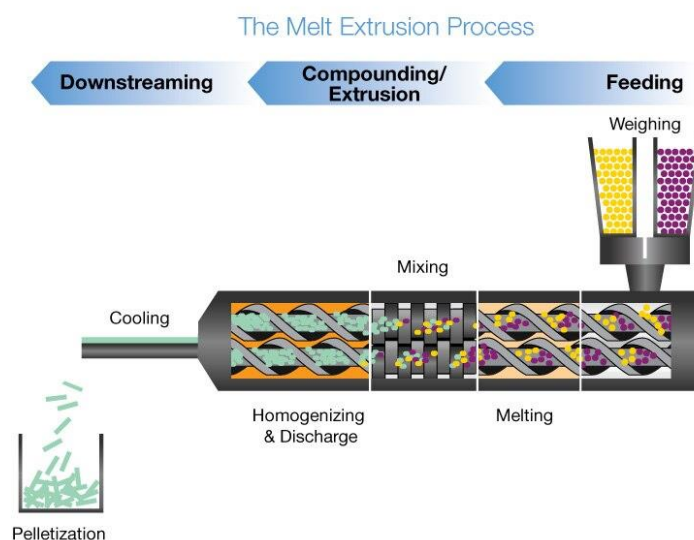 The Melt Extrusion Process
Downstreaming
Compounding/
Extrusion
Feeding
Weighing
Mixing
Cooling
Homogenizing
& Discharge
Melting
Pelletization